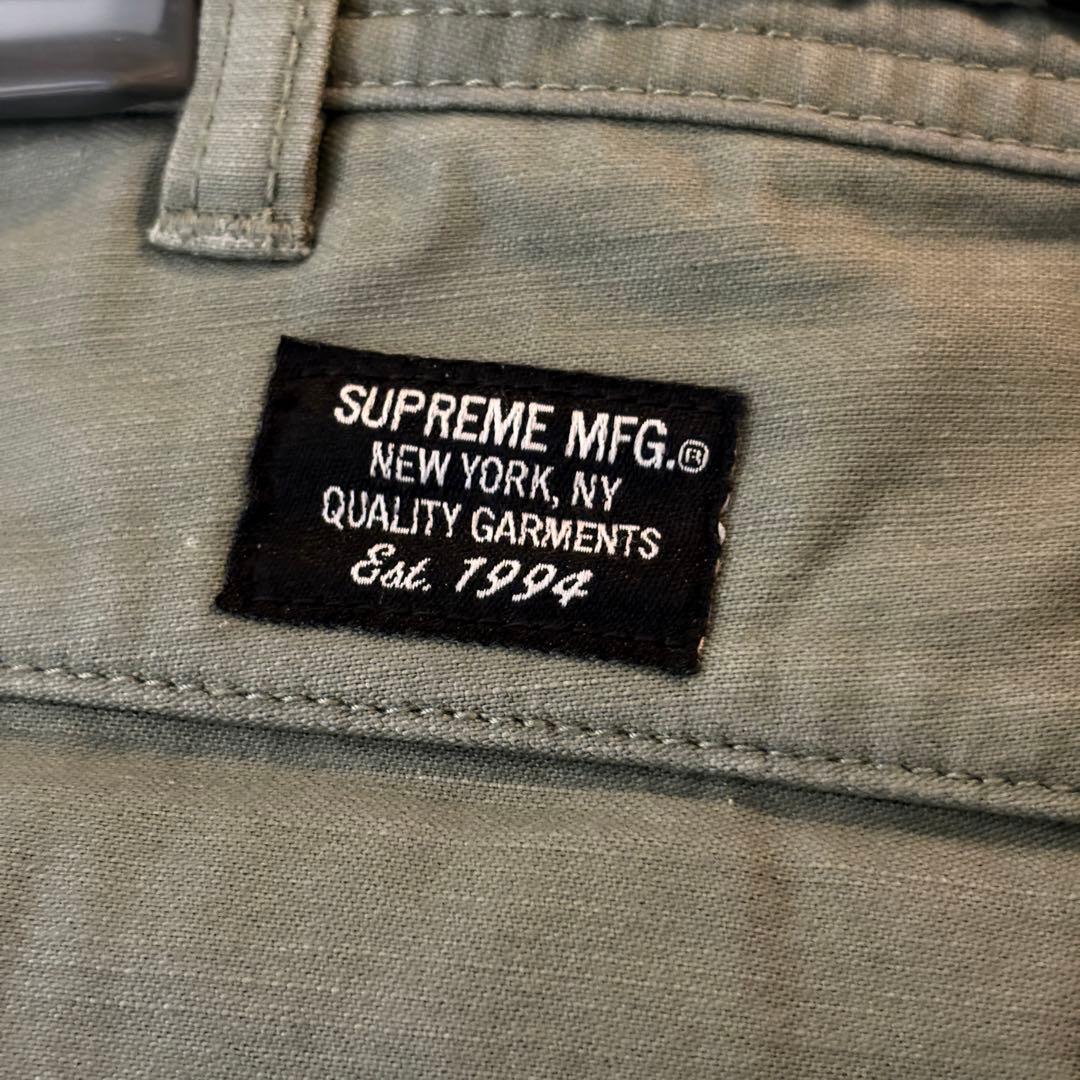 SUPREME MFG.®
NEW YORK, NY
QUALITY GARMENTS
Est. 1994